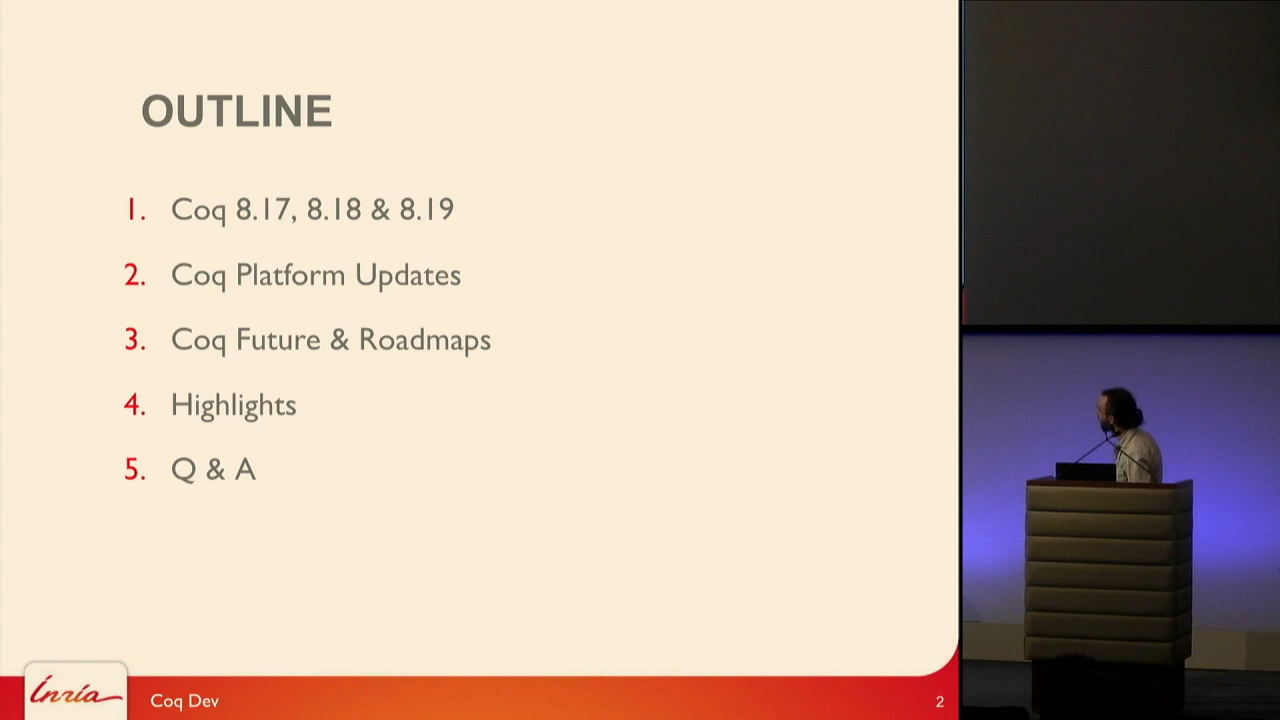 OUTLINE
1. Coq 8.17, 8.18 & 8.19
2. Coq Platform Updates
3. Coq Future & Roadmaps
4. Highlights
5. Q & A
Inria
Coq Dev
2